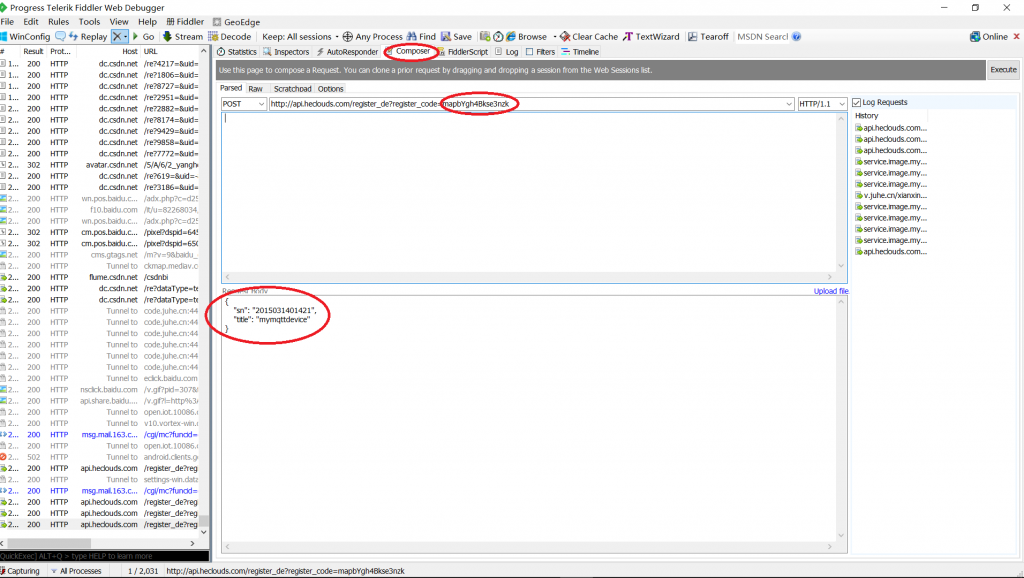 Progress Telerik Fiddler Web Debugger
File Edit Rules Tools View Help Fiddler GeoEdge
WinConfig Replay X Go Stream Decode Keep: All sessions Any Process Find Save Browse Clear Cache TextWizard Tearoff MSDN Search Online
# Result Prot... Host URL
Statistics Inspectors AutoResponder Composer FiddlerScript Log Filters Timeline
1... 200 HTTP dc.csdn.net /re?4217=&uid=
Use this page to compose a Request. You can clone a prior request by dragging and dropping a session from the Web Sessions list. Execute
1... 200 HTTP dc.csdn.net /re?1806=&uid=
1... 200 HTTP dc.csdn.net /re?8727=&uid=
Parsed Raw Scratchpad Options
1... 200 HTTP dc.csdn.net /re?2951=&uid=
POST http://api.heclouds.com/register_de?register_code=mapbYgh4Bkse3nzk HTTP/1.1
Log Requests
History
2... 200 HTTP dc.csdn.net /re?2882=&uid=
2... 200 HTTP dc.csdn.net /re?8174=&uid=
2... 200 HTTP dc.csdn.net /re?9429=&uid=
2... 200 HTTP dc.csdn.net /re?9858=&uid=
2... 200 HTTP dc.csdn.net /re?7772=&uid=
2... 302 HTTP avatar.csdn.net /5/A/6/2_yangho
2... 200 HTTP dc.csdn.net /re?619=&uid=-
2... 200 HTTP dc.csdn.net /re?3186=&uid=
2... 200 HTTP wn.pos.baidu.c... /adx.php?c=d25
2... 200 HTTP f10.baidu.com /it/u=82268034,
2... 200 HTTP wn.pos.baidu.c... /adx.php?c=d25
2... 302 HTTP cm.pos.baidu.com /pixel?dspid=645
2... 302 HTTP cm.pos.baidu.com /pixel?dspid=650
2... 200 HTTP cms.gtags.net /m?v=9&baidu_
2... 200 HTTP Tunnel to ckmap.mediav.c
2... 200 HTTP flume.csdn.net /csdnbi
2... 200 HTTP dc.csdn.net /re?dataType=te
2... 200 HTTP dc.csdn.net /re?dataType=te
2... 200 HTTP Tunnel to code.juhe.cn:44
2... 200 HTTP Tunnel to code.juhe.cn:44
2... 200 HTTP Tunnel to code.juhe.cn:44
2... 200 HTTP Tunnel to code.juhe.cn:44
2... 200 HTTP Tunnel to code.juhe.cn:44
2... 200 HTTP Tunnel to code.juhe.cn:44
2... 200 HTTP Tunnel to eclick.baidu.com
2... 200 HTTP nsclick.baidu.com /v.gif?pid=307&
2... 200 HTTP api.share.baidu.... /v.gif?l=http%3
2... 200 HTTP Tunnel to open.iot.10086.c
2... 200 HTTP Tunnel to v10.vortex-win.
2... 200 HTTP msg.mail.163.c... /cgi/mc?funcid=
2... 200 HTTP Tunnel to open.iot.10086.c
2... 502 HTTP Tunnel to android.clients.g
2... 200 HTTP api.heclouds.com /register_de?reg
2... 200 HTTP Tunnel to settings-win.data
2... 200 HTTP msg.mail.163.c... /cgi/mc?funcid=
2... 200 HTTP api.heclouds.com /register_de?reg
2... 200 HTTP api.heclouds.com /register_de?reg
2... 200 HTTP api.heclouds.com /register_de?reg
api.heclouds.com...
api.heclouds.com...
api.heclouds.com...
service.image.my...
service.image.my...
service.image.my...
v.juhe.cn/xianxin...
service.image.my...
service.image.my...
service.image.my...
service.image.my...
api.heclouds.com...
Request Body Upload file
{
"sn": "2015031401421",
"title": "mymqttdevice"
}
[QuickExec] ALT+Q > type HELP to learn more
Capturing All Processes 1 / 2,031 http://api.heclouds.com/register_de?register_code=mapbYgh4Bkse3nzk